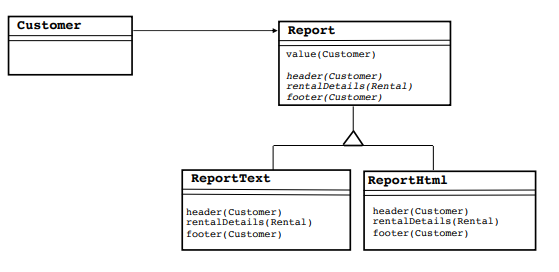 Customer
Report
value(Customer)
header(Customer)
rentalDetails(Rental)
footer(Customer)
ReportText
header(Customer)
rentalDetails(Rental)
footer(Customer)
ReportHtml
header(Customer)
rentalDetails(Rental)
footer(Customer)